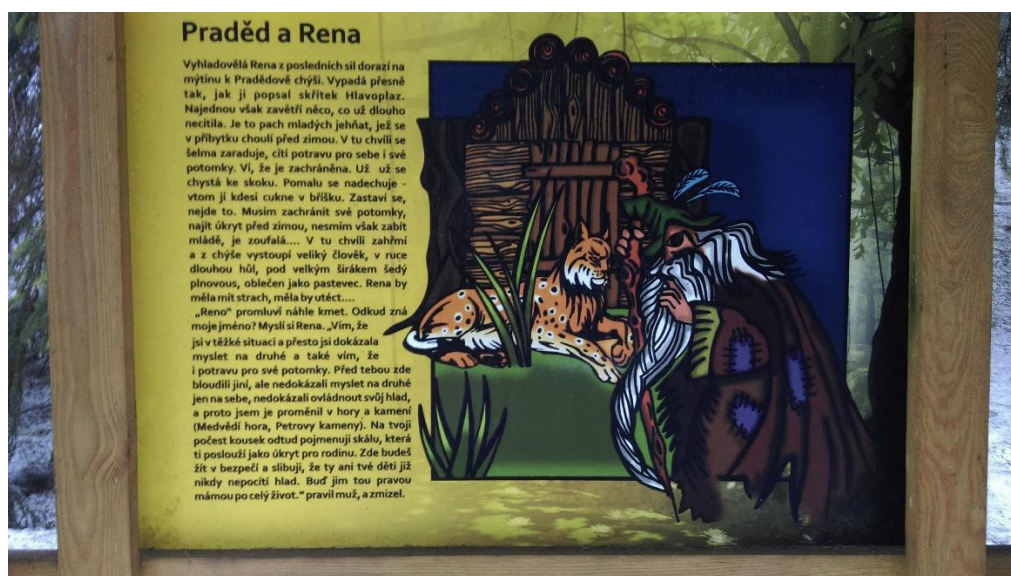 Praděd a Rena
Vyhladovělá Rena z posledních sil dorazí na
mýtinu k Pradědově chýši. Vypadá přesně
tak, jak ji popsal skřítek Hlavoplaz.
Najednou však zavětří něco, co už dlouho
necítila. Je to pach mladých jehňat, jež se
v příbytku choulí před zimou. V tu chvíli se
šelma zaraduje, cítí potravu pro sebe i své
potomky. Ví, že je zachráněna. Už už se
chystá ke skoku. Pomalu se nadechuje -
vtom jí kdesi cukne v bříšku. Zastaví se,
nejde to. Musím zachránit své potomky,
najít úkryt před zimou, nesmím však zabít
mládě, je zoufalá.... V tu chvíli zahřmí
a z chýše vystoupí veliký člověk, v ruce
dlouhou hůl, pod velkým širákem šedý
plnovous, oblečen jako pastevec. Rena by
měla mít strach, měla by utéct....
„Reno" promluví náhle kmet. Odkud zná
moje jméno? Myslí si Rena. „Vím, že
jsi v těžké situaci a přesto jsi dokázala
myslet na druhé a také vím, že
i potravu pro své potomky. Před tebou zde
bloudili jiní, ale nedokázali myslet na druhé
jen na sebe, nedokázali ovládnout svůj hlad,
a proto jsem je proměnil v hory a kamení
(Medvědí hora, Petrovy kameny). Na tvoji
počest kousek odtud pojmenuji skálu, která
ti poslouží jako úkryt pro rodinu. Zde budeš
žít v bezpečí a slibuji, že ty ani tvé děti již
nikdy nepocítí hlad. Buď jim tou pravou
mámou po celý život." pravil muž, a zmizel.